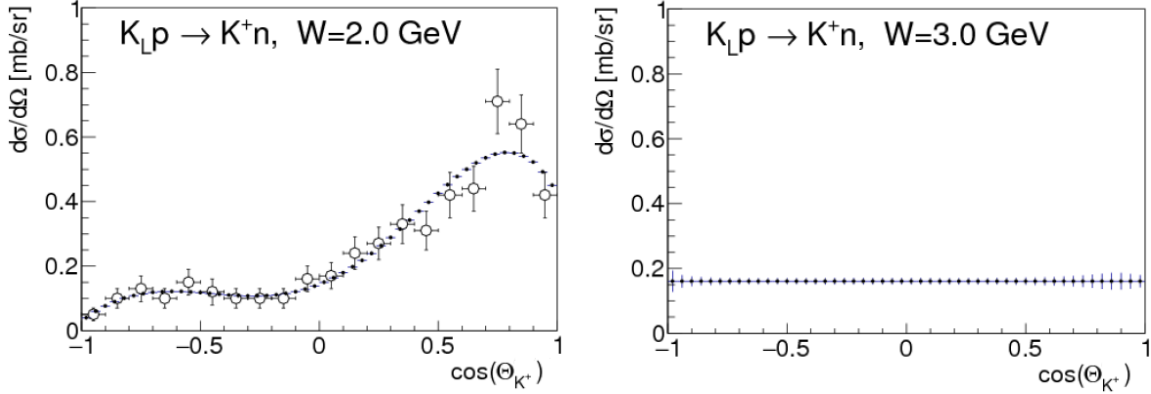 K_L p → K⁺n, W=2.0 GeV
dσ/dΩ [mb/sr]
1
0.8
0.6
0.4
0.2
0
−1 −0.5 0 0.5 1
cos(Θ_K⁺)
K_L p → K⁺n, W=3.0 GeV
dσ/dΩ [mb/sr]
1
0.8
0.6
0.4
0.2
0
−1 −0.5 0 0.5 1
cos(Θ_K⁺)